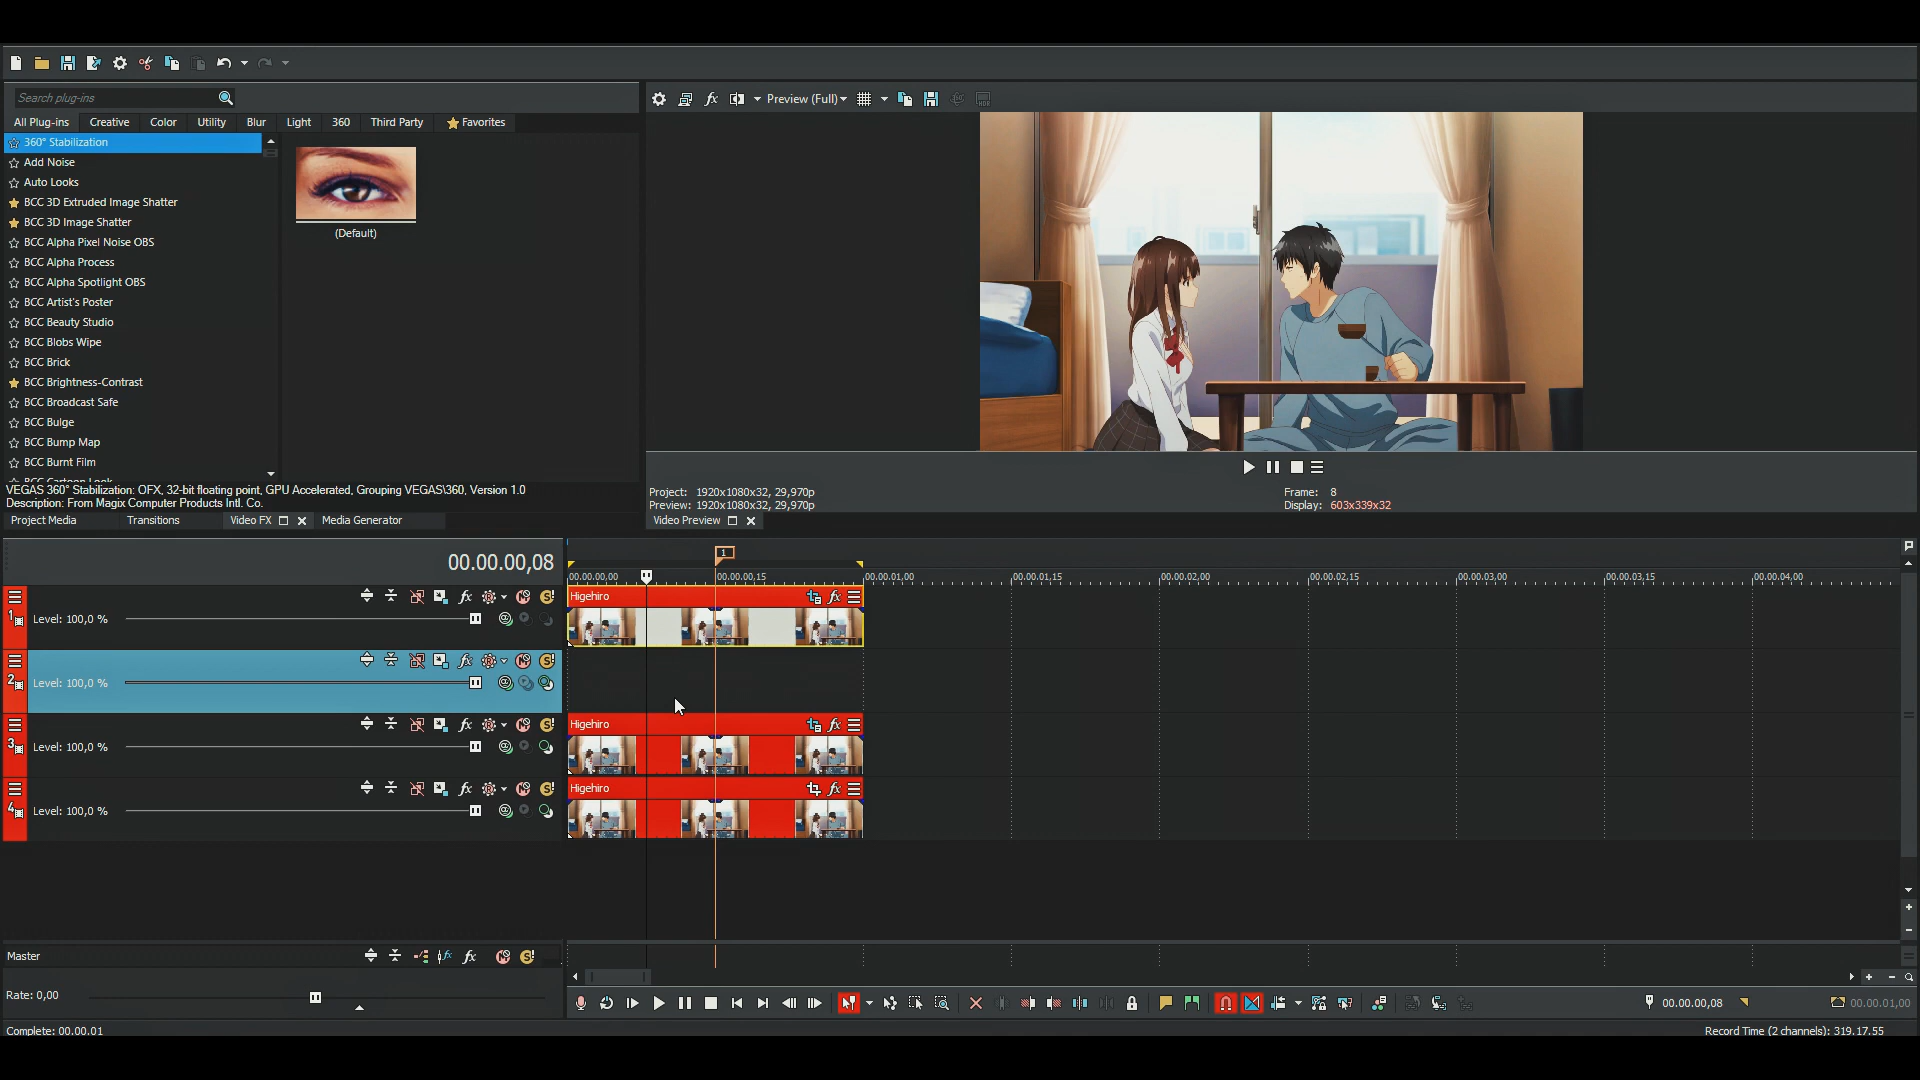 Search plug-ins
Preview (Full)
All Plug-ins Creative Color Utility Blur Light 360 Third Party Favorites
360° Stabilization
Add Noise
Auto Looks
BCC 3D Extruded Image Shatter
BCC 3D Image Shatter
BCC Alpha Pixel Noise OBS
BCC Alpha Process
BCC Alpha Spotlight OBS
BCC Artist's Poster
BCC Beauty Studio
BCC Blobs Wipe
BCC Brick
BCC Brightness-Contrast
BCC Broadcast Safe
BCC Bulge
BCC Bump Map
BCC Burnt Film
(Default)
VEGAS 360° Stabilization: OFX, 32-bit floating point, GPU Accelerated, Grouping VEGAS\360, Version 1.0
Description: From Magix Computer Products Intl. Co.
Project Media Transitions Video FX Media Generator
Project: 1920x1080x32, 29,970p
Preview: 1920x1080x32, 29,970p
Frame: 8
Display: 603x339x32
Video Preview
00.00.00,08
1
00.00.00,00 00.00.00,15 00.00.01,00 00.00.01,15 00.00.02,00 00.00.02,15 00.00.03,00 00.00.03,15 00.00.04,00
1 Level: 100,0 %
Higehiro
2 Level: 100,0 %
3 Level: 100,0 %
Higehiro
4 Level: 100,0 %
Higehiro
Master
Rate: 0,00
00.00.00,08
00.00.01,00
Complete: 00.00.01
Record Time (2 channels): 319.17.55